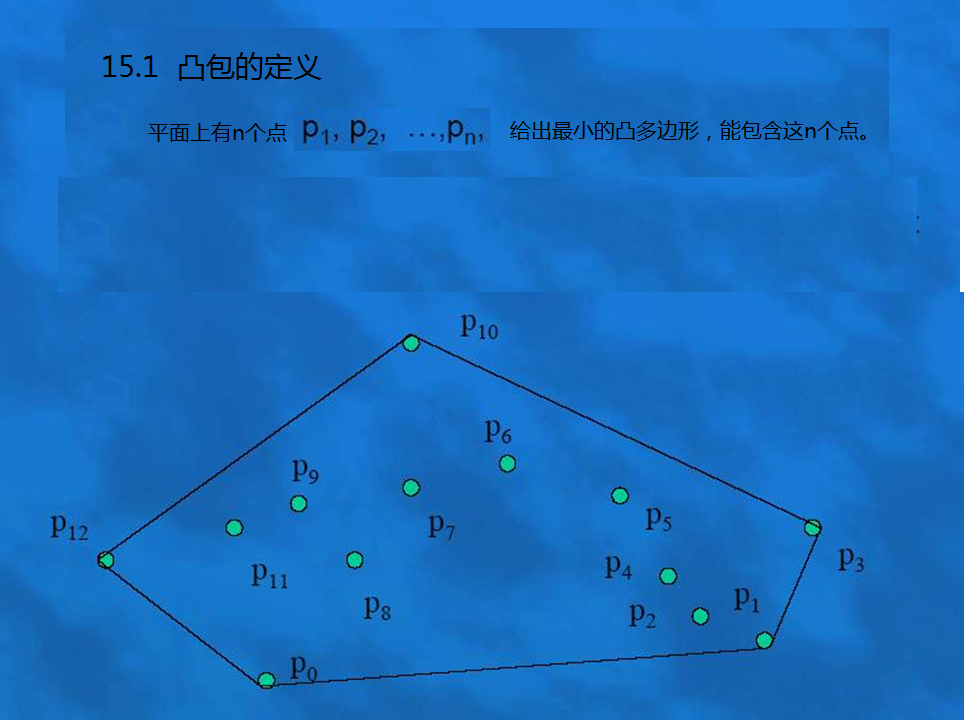 15.1 凸包的定义
平面上有n个点 p₁, p₂, …,pₙ, 给出最小的凸多边形，能包含这n个点。
p₁₀
p₆
p₉
p₁₂
p₇
p₅
p₁₁
p₄
p₃
p₈
p₂
p₁
p₀